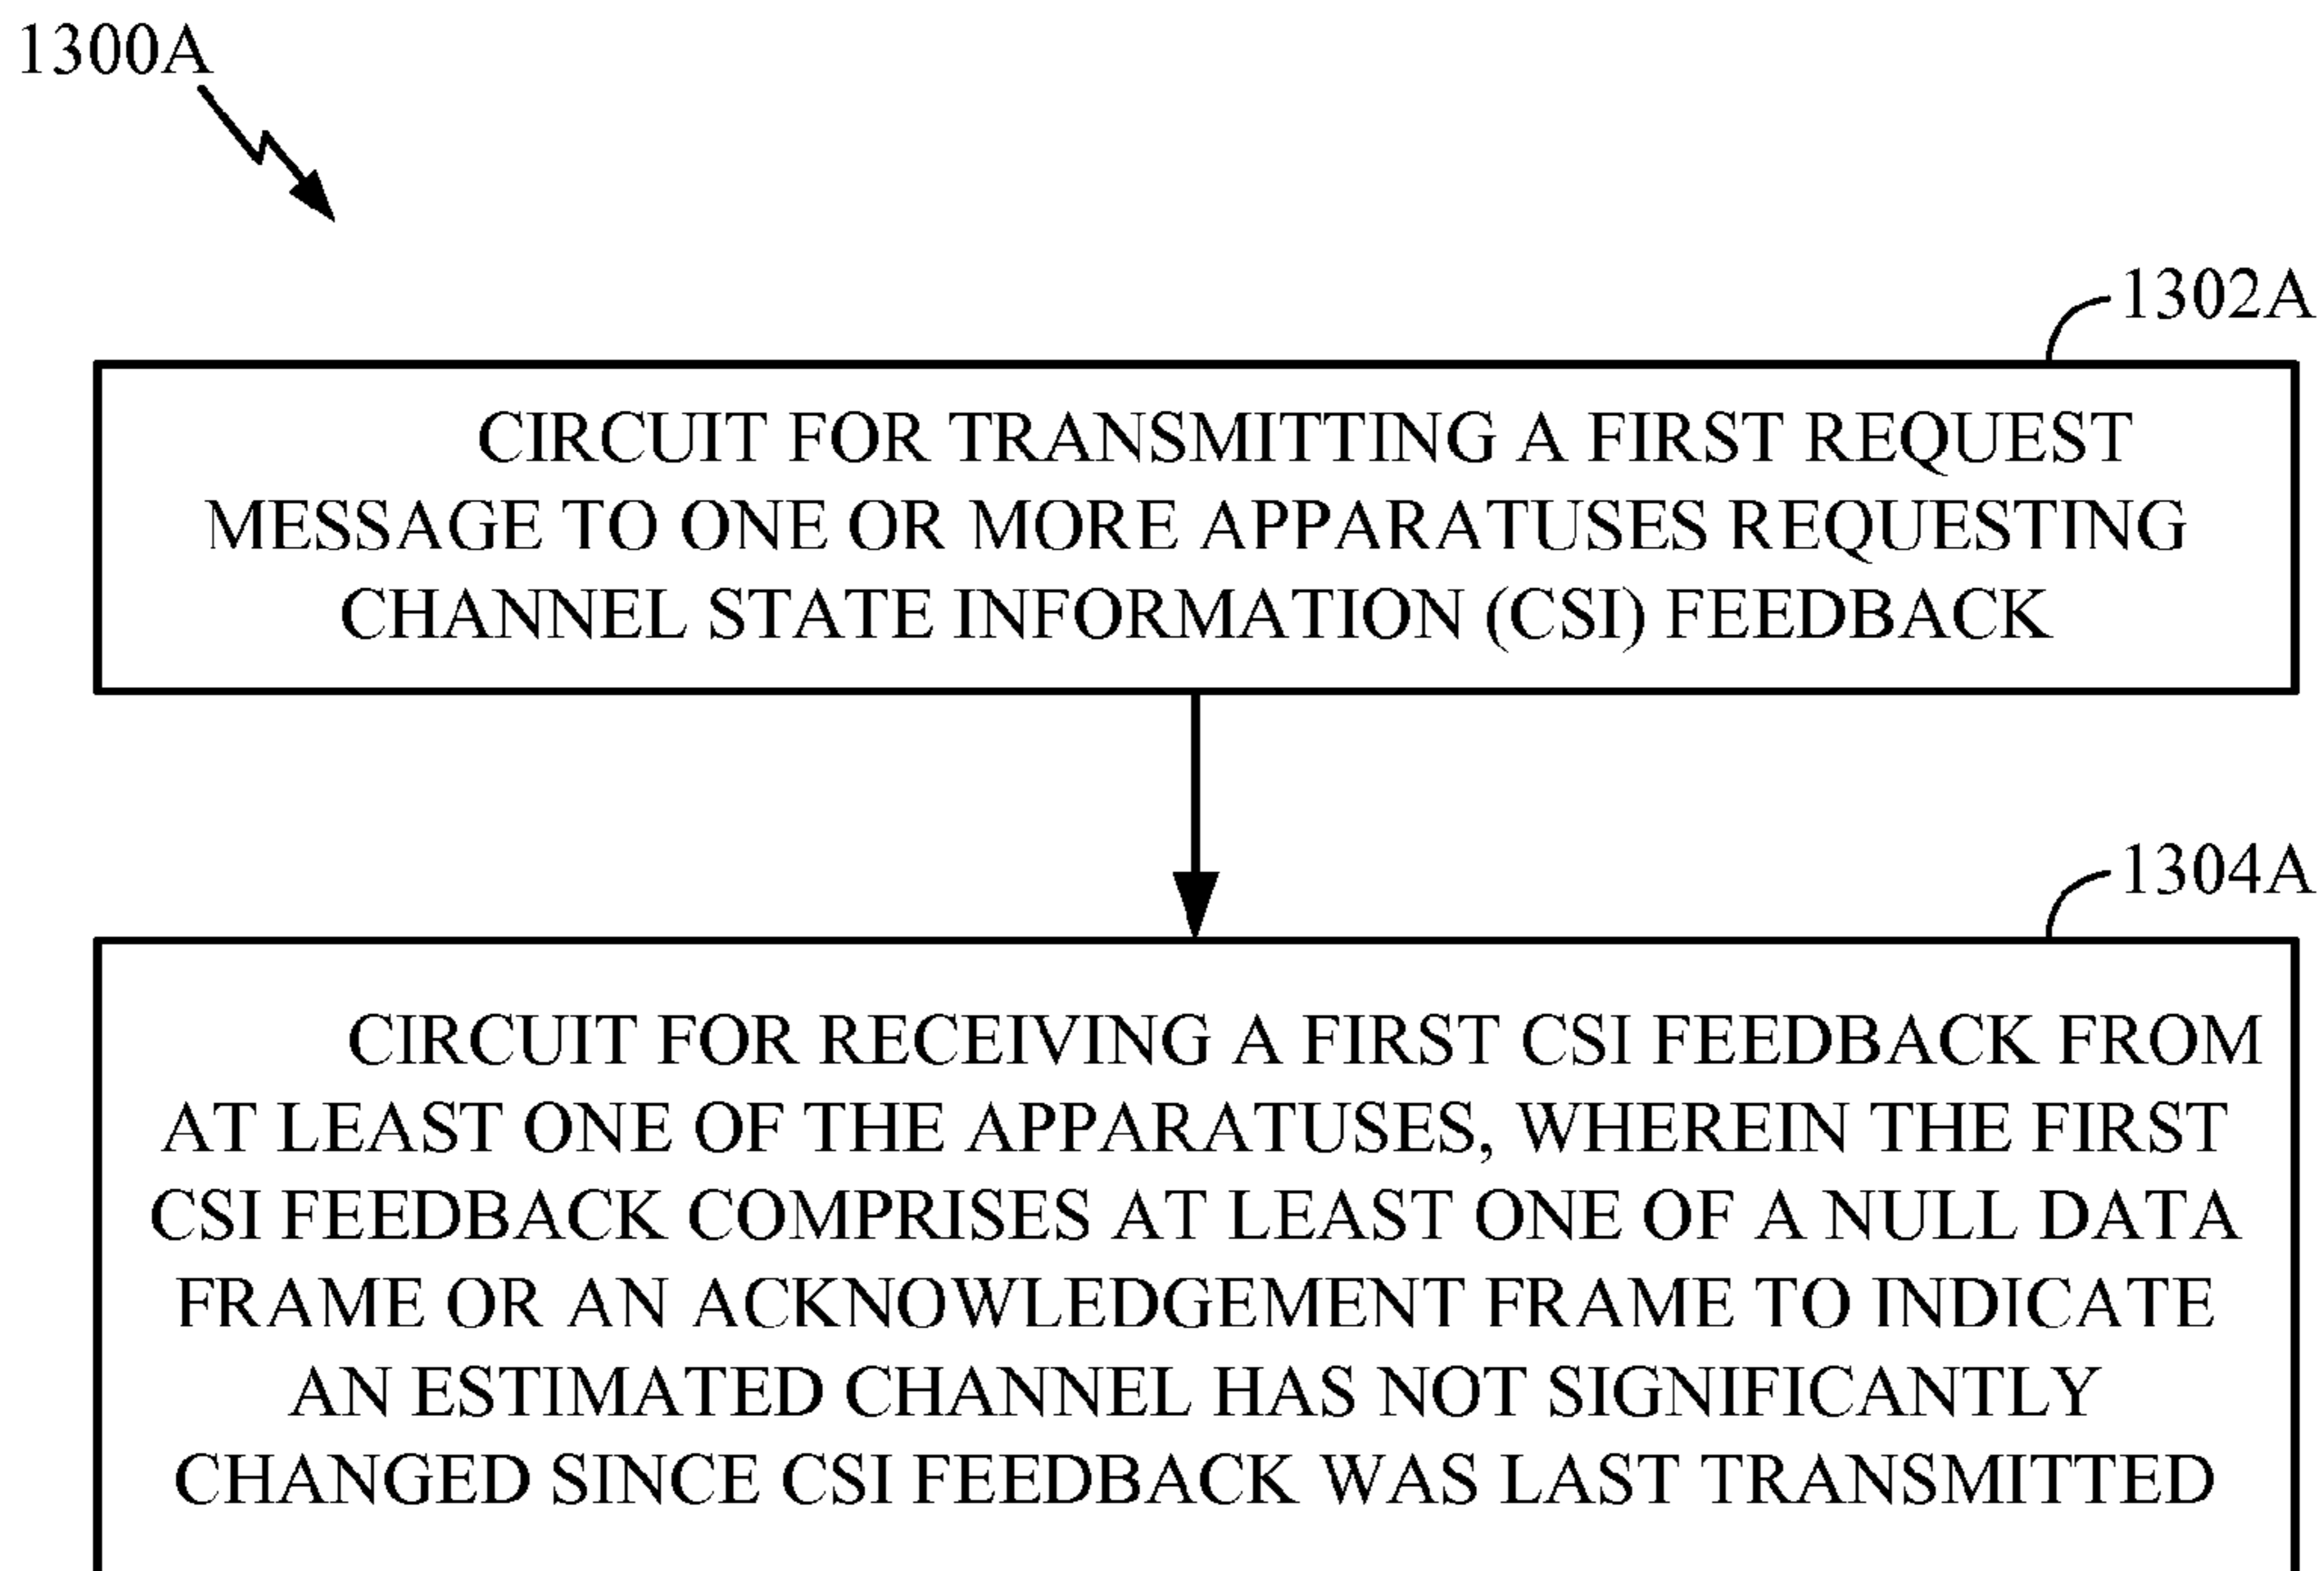 1300A
1302A
CIRCUIT FOR TRANSMITTING A FIRST REQUEST
MESSAGE TO ONE OR MORE APPARATUSES REQUESTING
CHANNEL STATE INFORMATION (CSI) FEEDBACK
1304A
CIRCUIT FOR RECEIVING A FIRST CSI FEEDBACK FROM
AT LEAST ONE OF THE APPARATUSES, WHEREIN THE FIRST
CSI FEEDBACK COMPRISES AT LEAST ONE OF A NULL DATA
FRAME OR AN ACKNOWLEDGEMENT FRAME TO INDICATE
AN ESTIMATED CHANNEL HAS NOT SIGNIFICANTLY
CHANGED SINCE CSI FEEDBACK WAS LAST TRANSMITTED